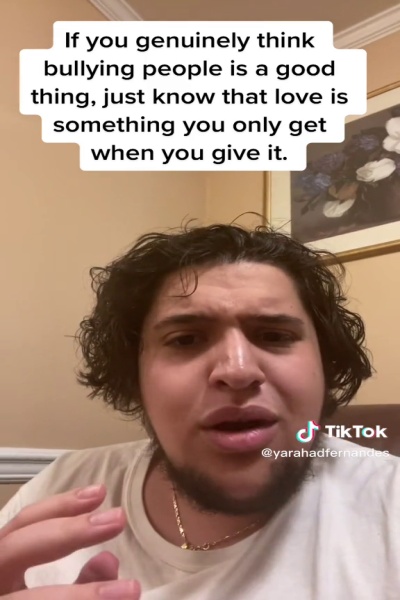 If you genuinely think
bullying people is a good
thing, just know that love is
something you only get
when you give it.
TikTok
@yarahadfernandes